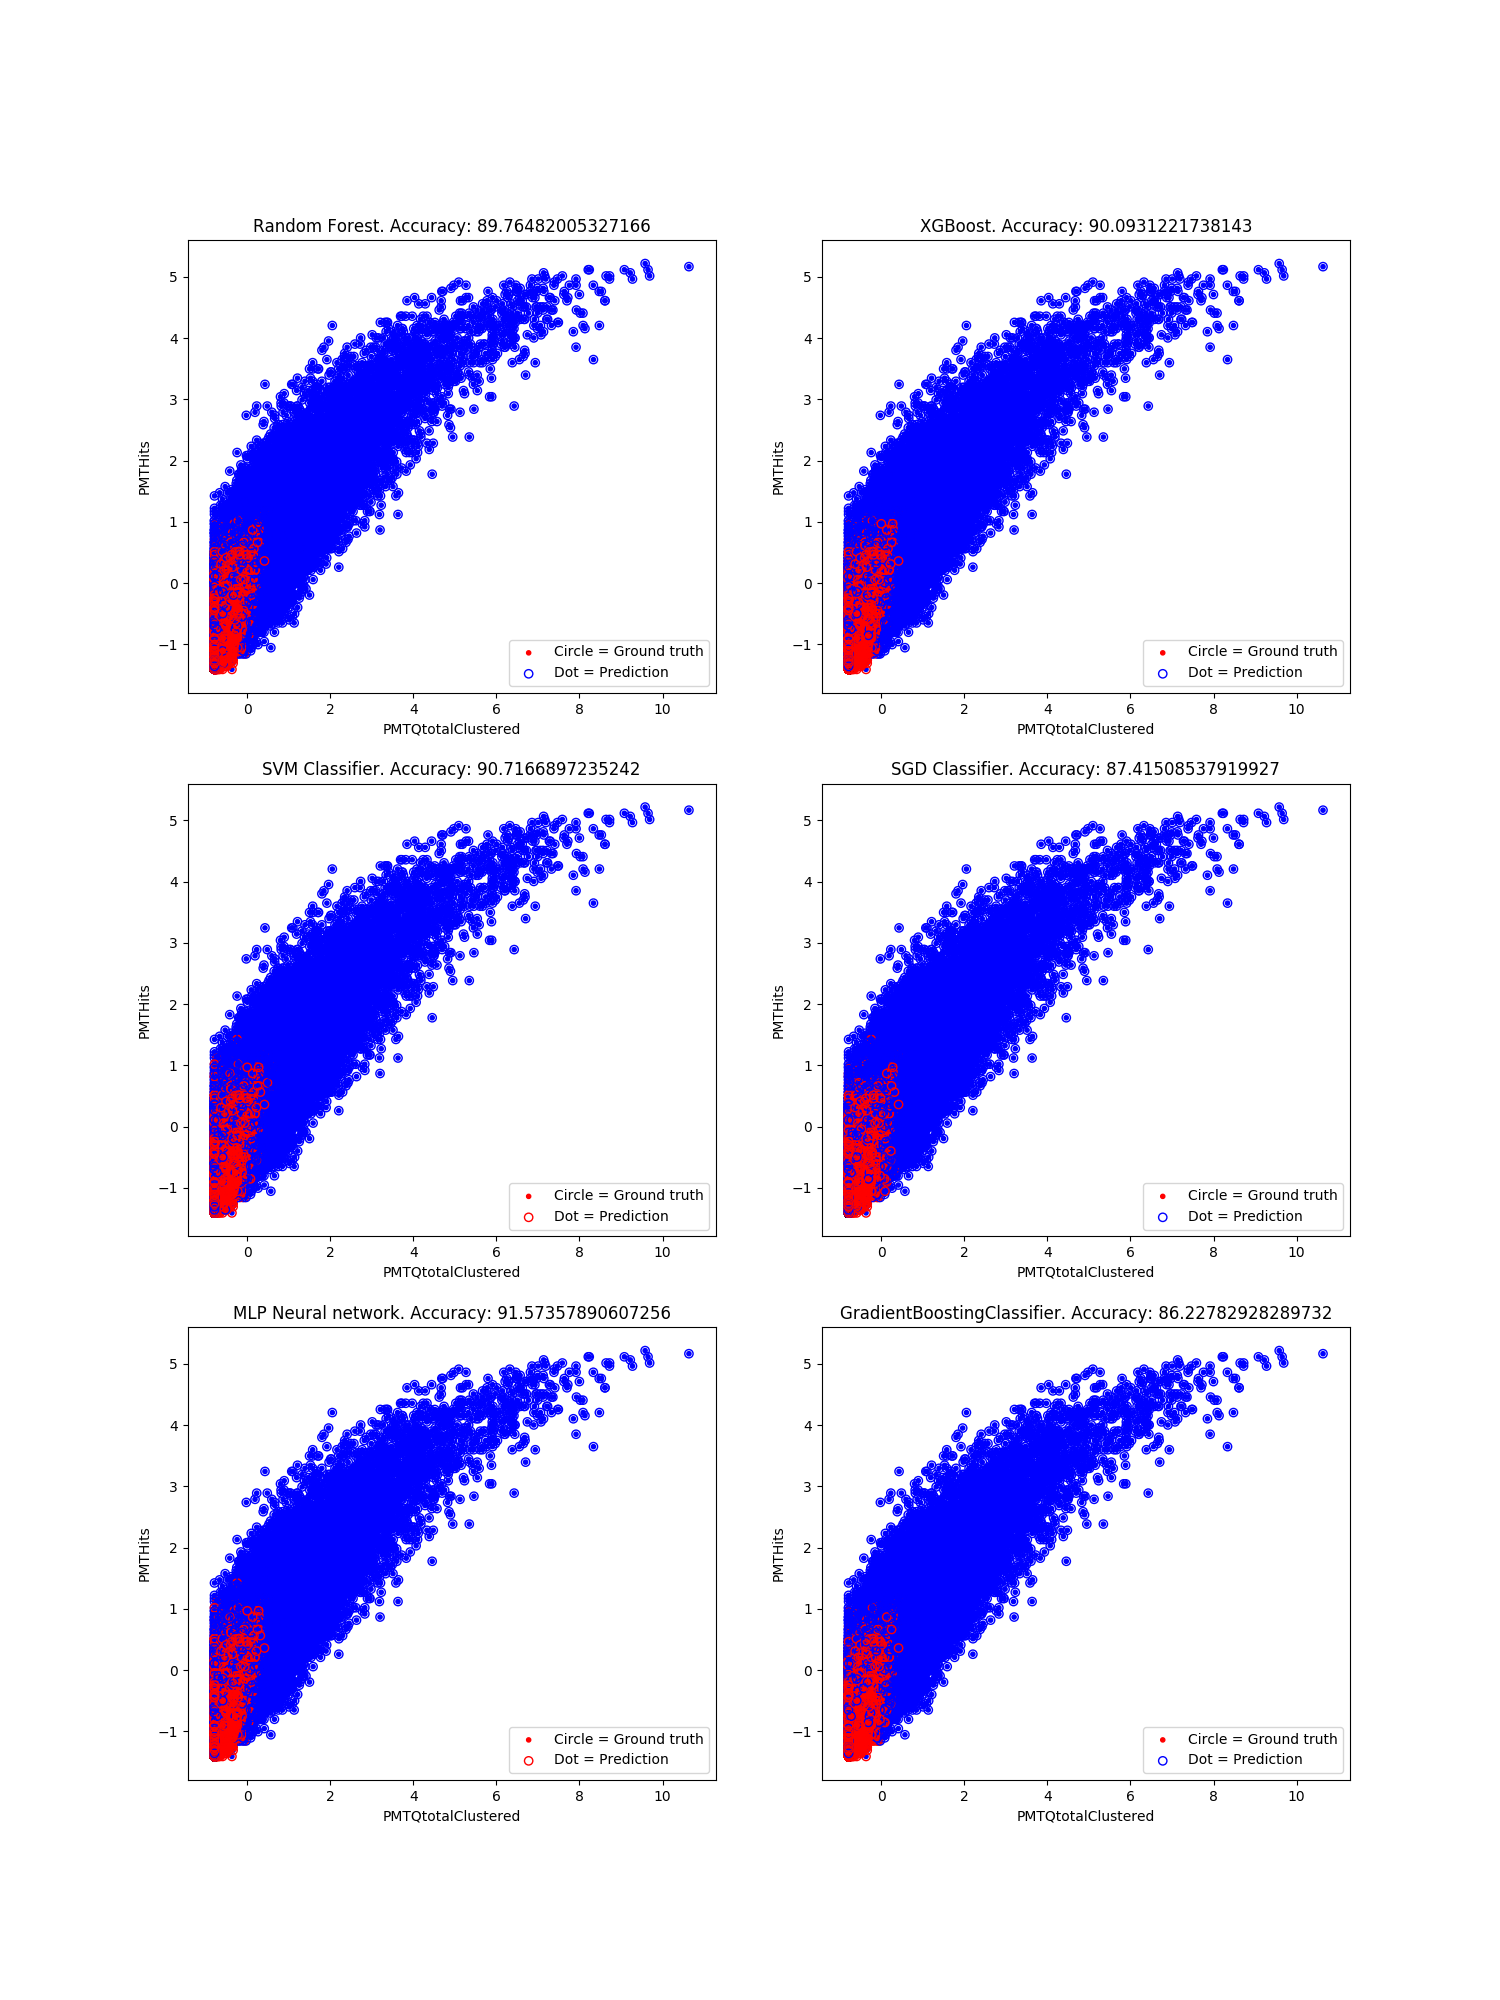 Random Forest. Accuracy: 89.76482005327166
5
4
3
2
1
0
−1
PMTHits
Circle = Ground truth
Dot = Prediction
0 2 4 6 8 10
PMTQtotalClustered
XGBoost. Accuracy: 90.0931221738143
5
4
3
2
1
0
−1
PMTHits
Circle = Ground truth
Dot = Prediction
0 2 4 6 8 10
PMTQtotalClustered
SVM Classifier. Accuracy: 90.7166897235242
5
4
3
2
1
0
−1
PMTHits
Circle = Ground truth
Dot = Prediction
0 2 4 6 8 10
PMTQtotalClustered
SGD Classifier. Accuracy: 87.41508537919927
5
4
3
2
1
0
−1
PMTHits
Circle = Ground truth
Dot = Prediction
0 2 4 6 8 10
PMTQtotalClustered
MLP Neural network. Accuracy: 91.57357890607256
5
4
3
2
1
0
−1
PMTHits
Circle = Ground truth
Dot = Prediction
0 2 4 6 8 10
PMTQtotalClustered
GradientBoostingClassifier. Accuracy: 86.22782928289732
5
4
3
2
1
0
−1
PMTHits
Circle = Ground truth
Dot = Prediction
0 2 4 6 8 10
PMTQtotalClustered